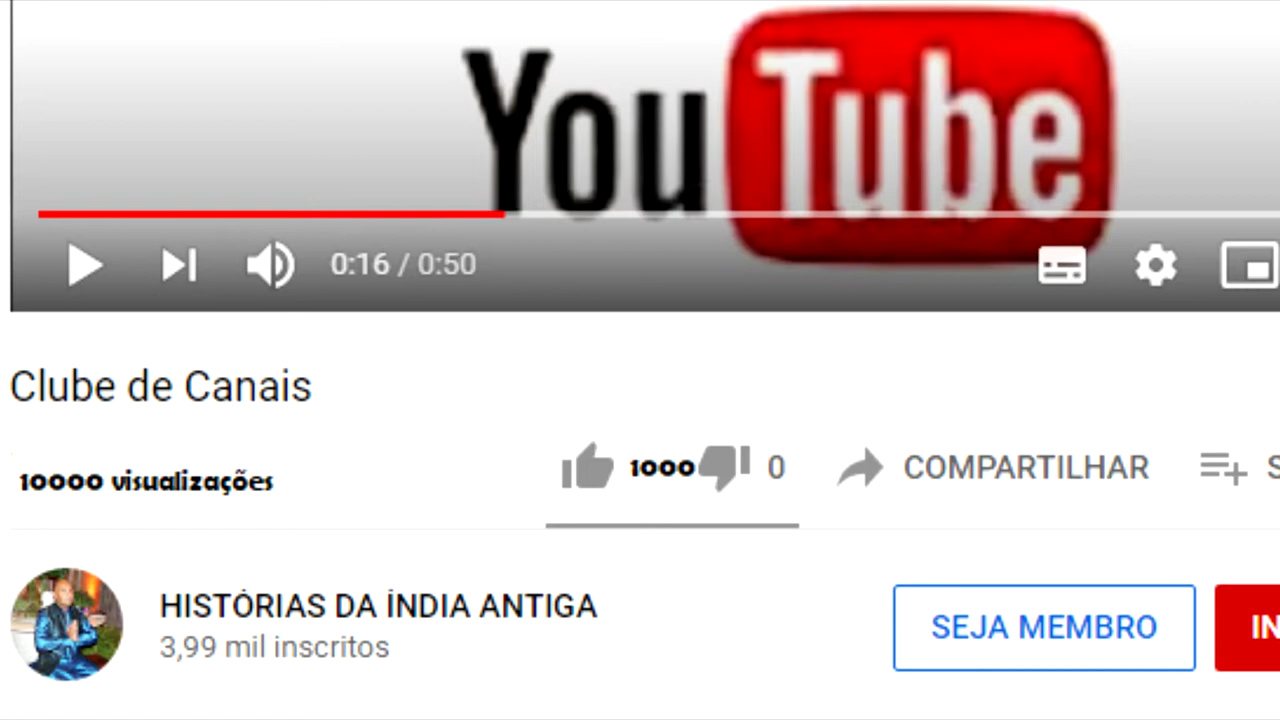 YouTube
0:16 / 0:50
Clube de Canais
10000 visualizações
1000
0
COMPARTILHAR
S
HISTÓRIAS DA ÍNDIA ANTIGA
3,99 mil inscritos
SEJA MEMBRO
IN